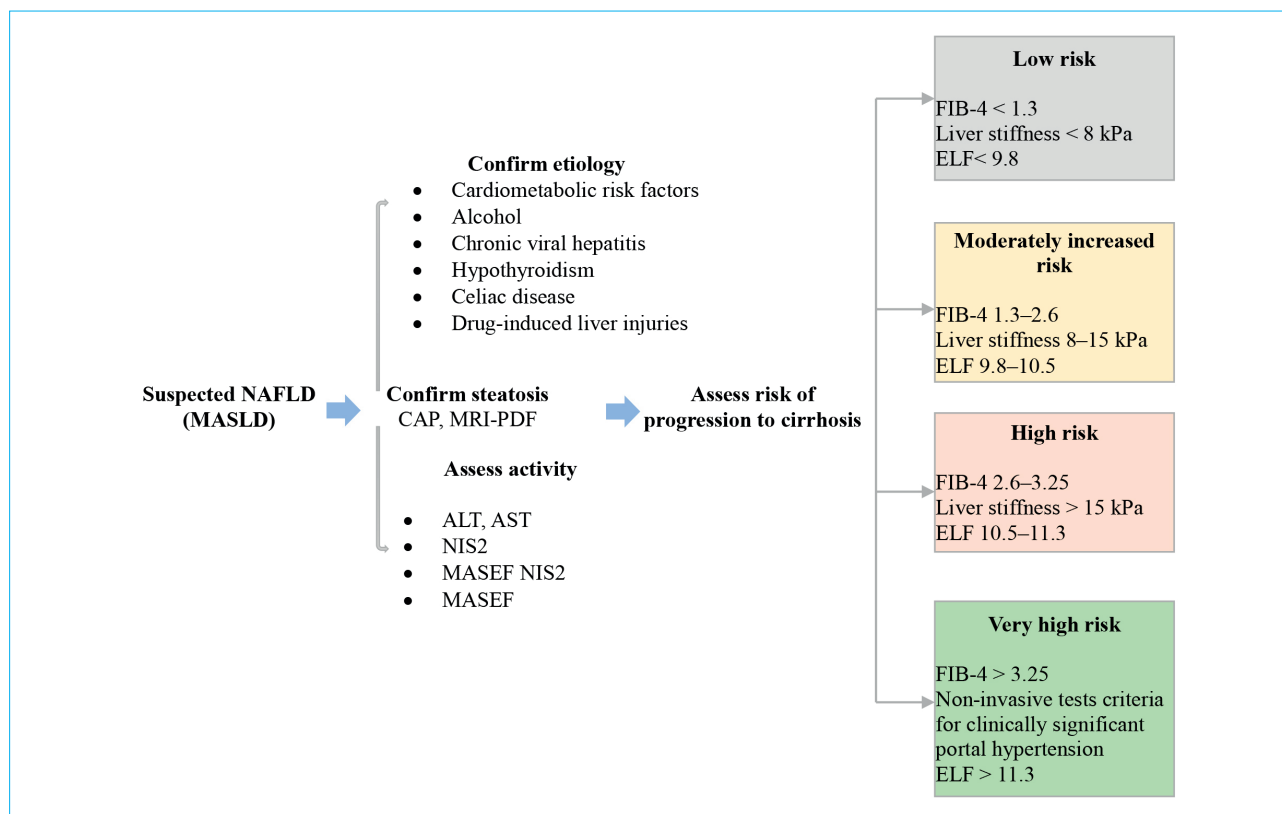 Suspected NAFLD
(MASLD)
Confirm etiology
• Cardiometabolic risk factors
• Alcohol
• Chronic viral hepatitis
• Hypothyroidism
• Celiac disease
• Drug-induced liver injuries
Confirm steatosis
CAP, MRI-PDF
Assess activity
• ALT, AST
• NIS2
• MASEF NIS2
• MASEF
Assess risk of
progression to cirrhosis
Low risk
FIB-4 < 1.3
Liver stiffness < 8 kPa
ELF< 9.8
Moderately increased
risk
FIB-4 1.3–2.6
Liver stiffness 8–15 kPa
ELF 9.8–10.5
High risk
FIB-4 2.6–3.25
Liver stiffness > 15 kPa
ELF 10.5–11.3
Very high risk
FIB-4 > 3.25
Non-invasive tests criteria
for clinically significant
portal hypertension
ELF > 11.3